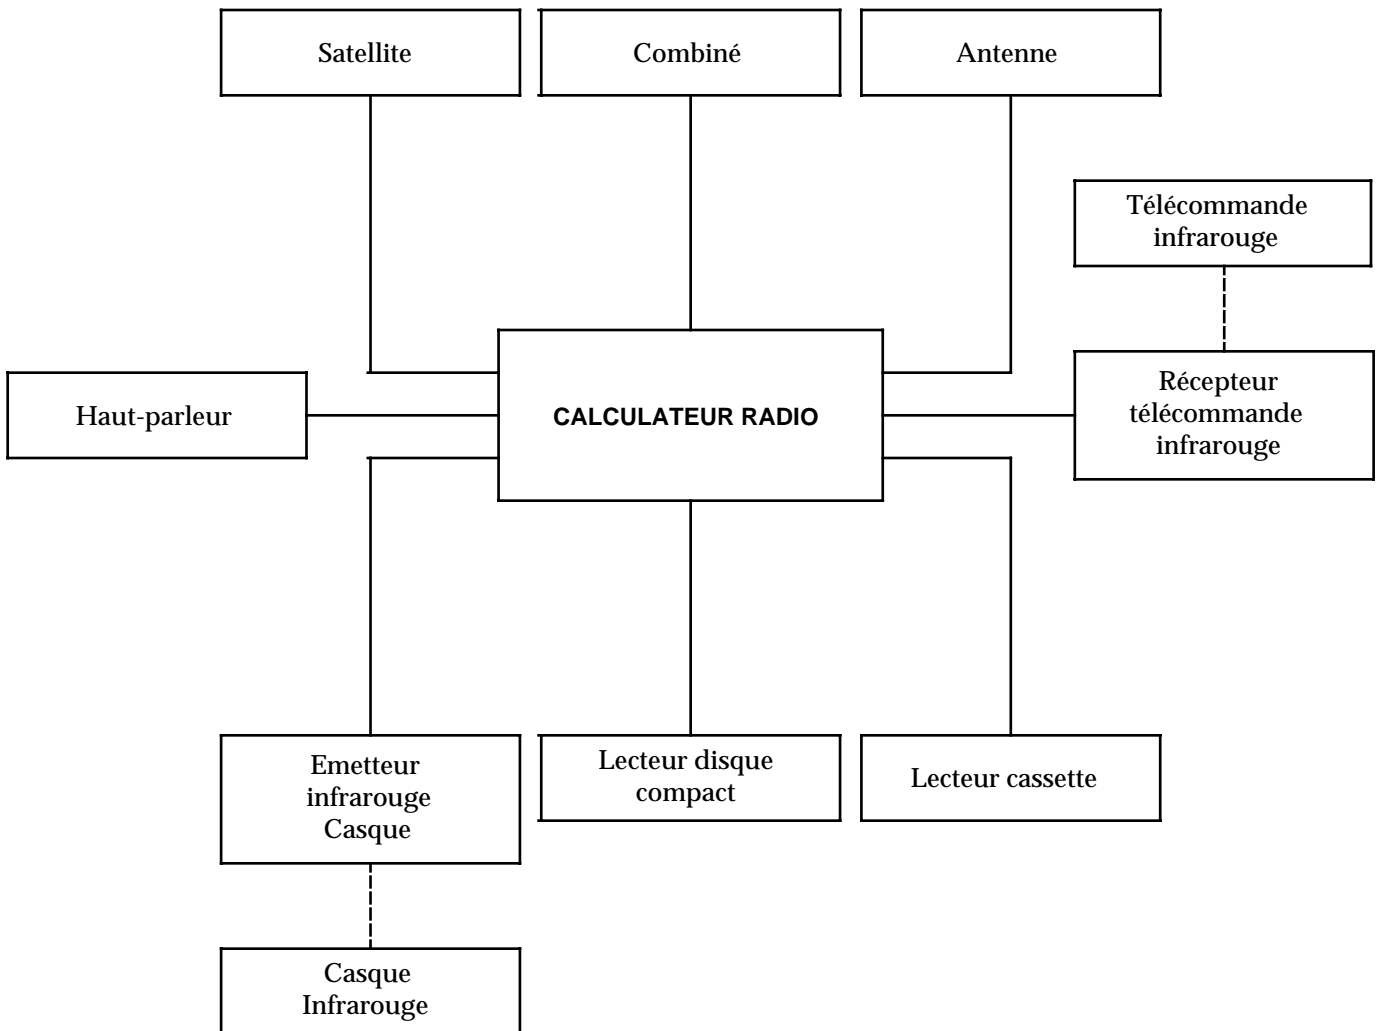 Satellite
Combiné
Antenne
Télécommande
infrarouge
Haut-parleur
CALCULATEUR RADIO
Récepteur
télécommande
infrarouge
Emetteur
infrarouge
Casque
Lecteur disque
compact
Lecteur cassette
Casque
Infrarouge